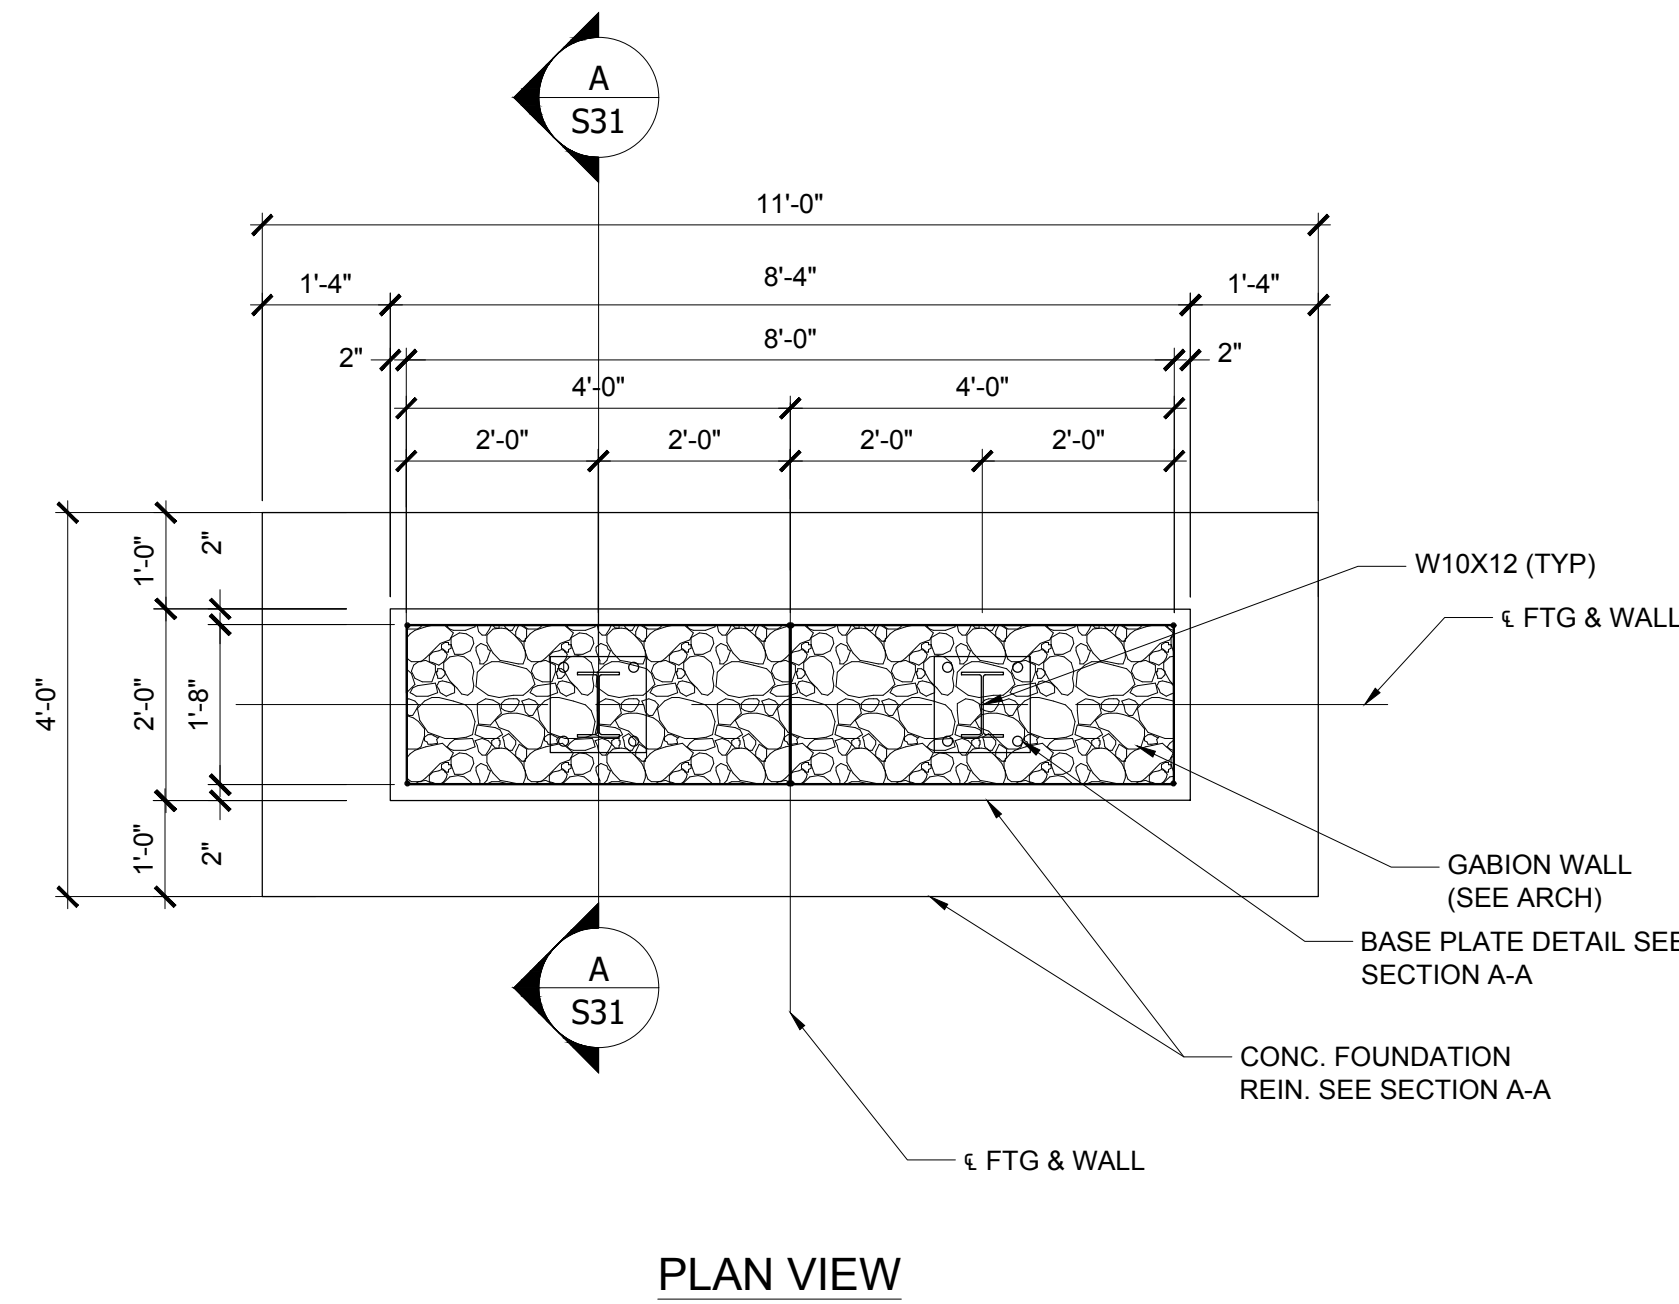 A
S31
11'-0"
1'-4"
8'-4"
1'-4"
2"
8'-0"
2"
4'-0"
4'-0"
2'-0"
2'-0"
2'-0"
2'-0"
4'-0"
1'-0"
2'-0"
1'-0"
2"
1'-8"
2"
W10X12 (TYP)
℄ FTG & WALL
GABION WALL
(SEE ARCH)
BASE PLATE DETAIL SEE
SECTION A-A
CONC. FOUNDATION
REIN. SEE SECTION A-A
A
S31
℄ FTG & WALL
PLAN VIEW